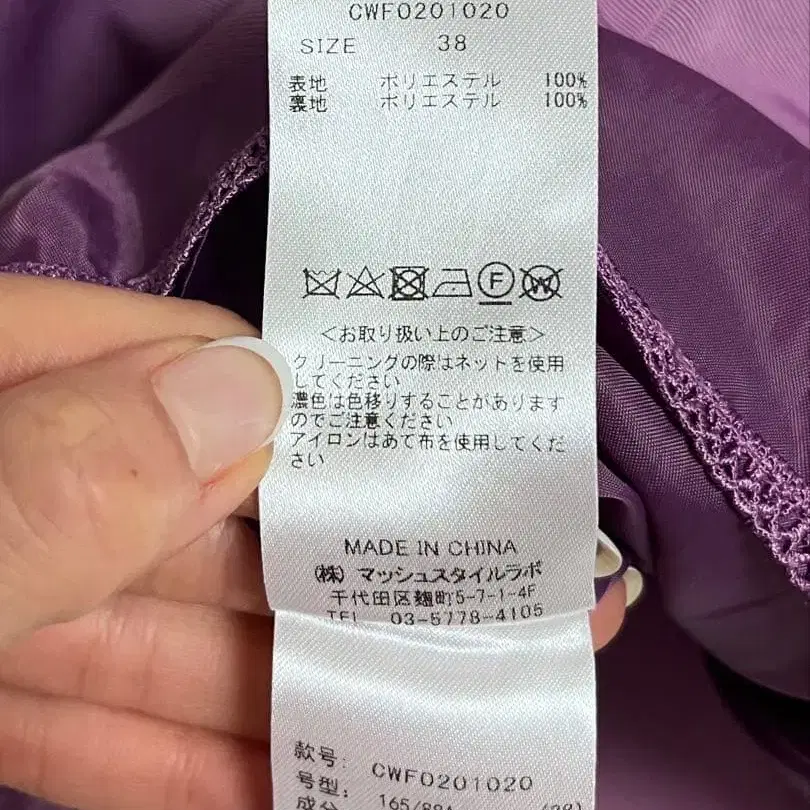 CWF0201020
SIZE 38
表地 ポリエステル 100%
裏地 ポリエステル 100%
F W
<お取り扱い上のご注意>
クリーニングの際はネットを使用
してください
濃色は色移りすることがあります
のでご注意ください
アイロンはあて布を使用してくだ
さい
MADE IN CHINA
(株) マッシュスタイルラボ
千代田区麹町5-7-1-4F
TEL 03-5778-4105
款号: CWF0201020
号型:
成分